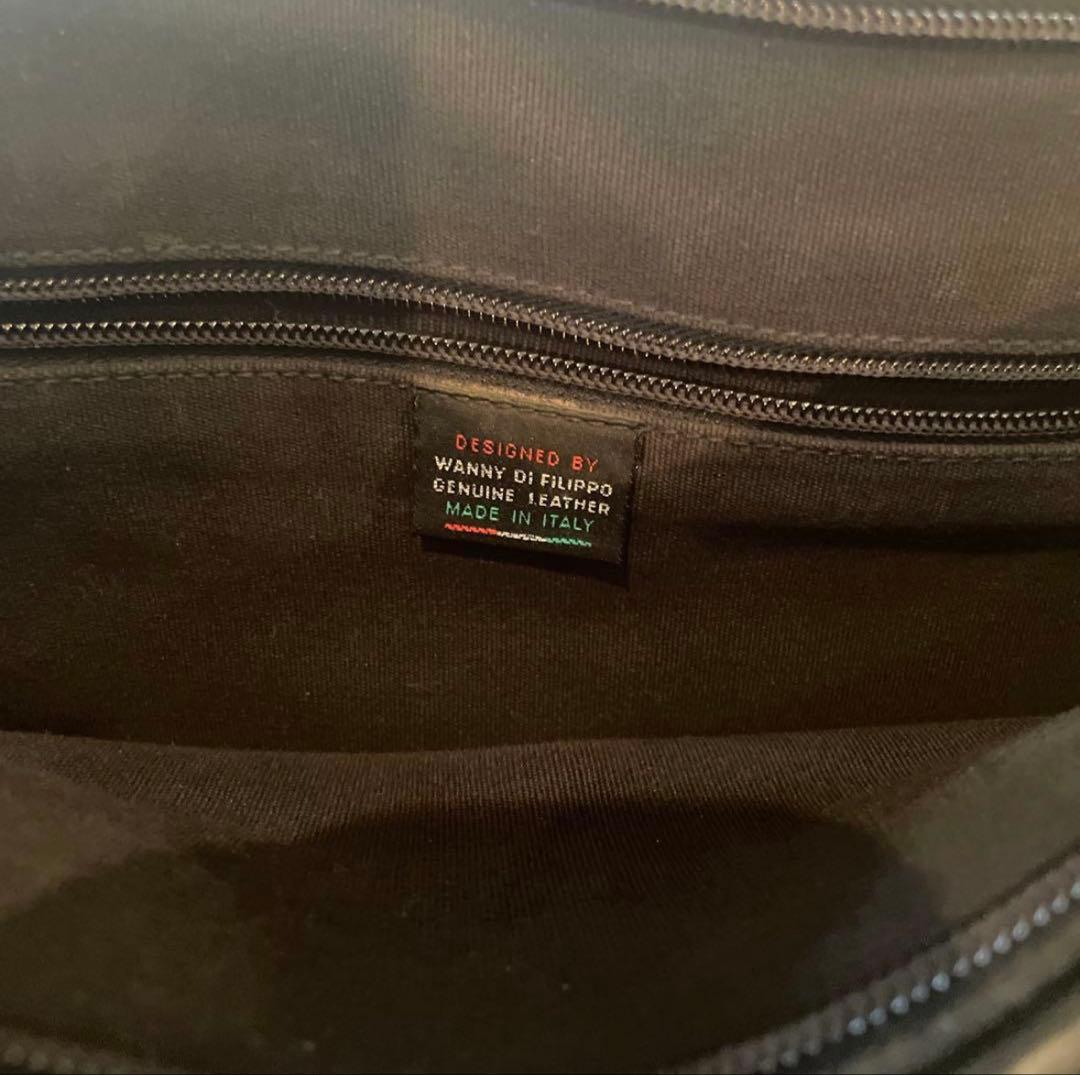 DESIGNED BY
WANNY DI FILIPPO
GENUINE LEATHER
MADE IN ITALY